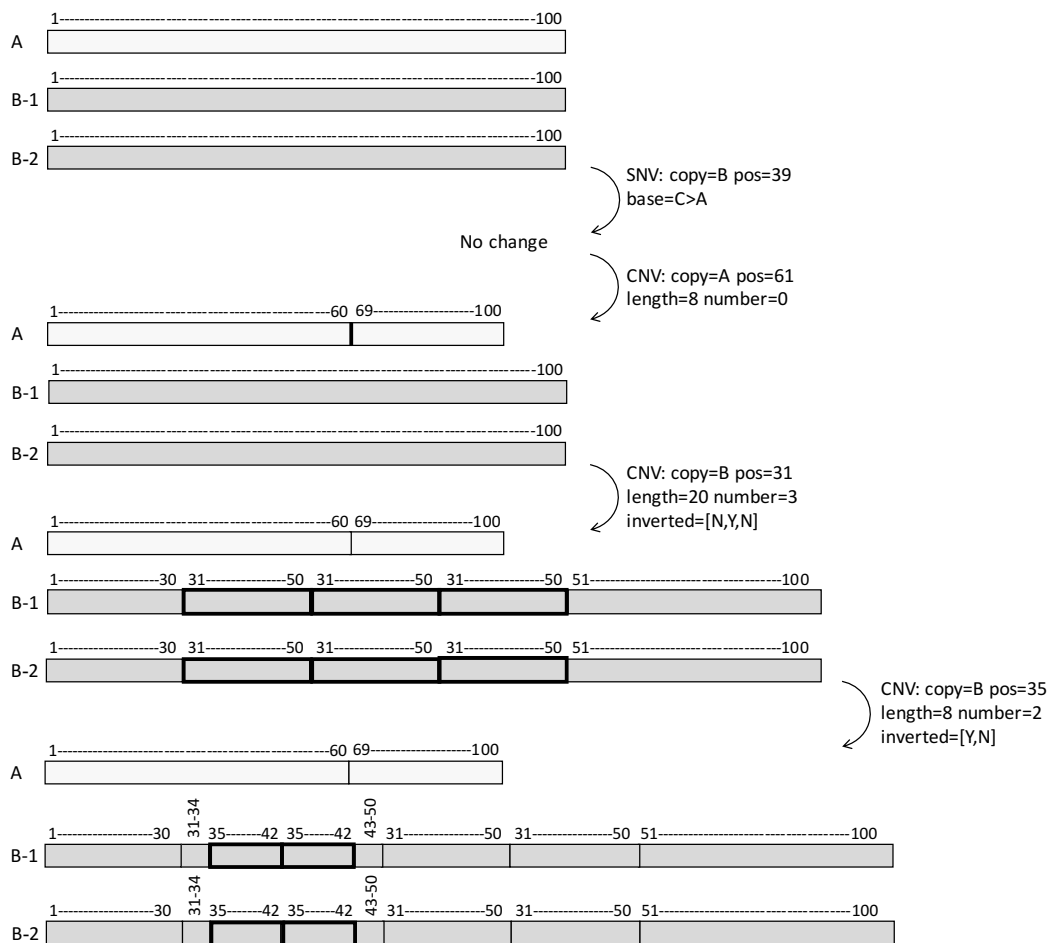 1------------------------------100
A
1------------------------------100
B-1
1------------------------------100
B-2
SNV: copy=B pos=39
base=C>A
No change
CNV: copy=A pos=61
length=8 number=0
1------------------------------60 69--------------------100
A
1------------------------------100
B-1
1------------------------------100
B-2
CNV: copy=B pos=31
length=20 number=3
inverted=[N,Y,N]
1------------------------------60 69--------------------100
A
1--------------------30 31---------------50 31---------------50 31---------------50 51------------------------------100
B-1
1--------------------30 31---------------50 31---------------50 31---------------50 51------------------------------100
B-2
CNV: copy=B pos=35
length=8 number=2
inverted=[Y,N]
1------------------------------60 69--------------------100
A
1--------------------30 31-34 35-------42 35------42 43-50 31---------------50 31---------------50 51------------------------------100
B-1
1--------------------30 31-34 35-------42 35------42 43-50 31---------------50 31---------------50 51------------------------------100
B-2